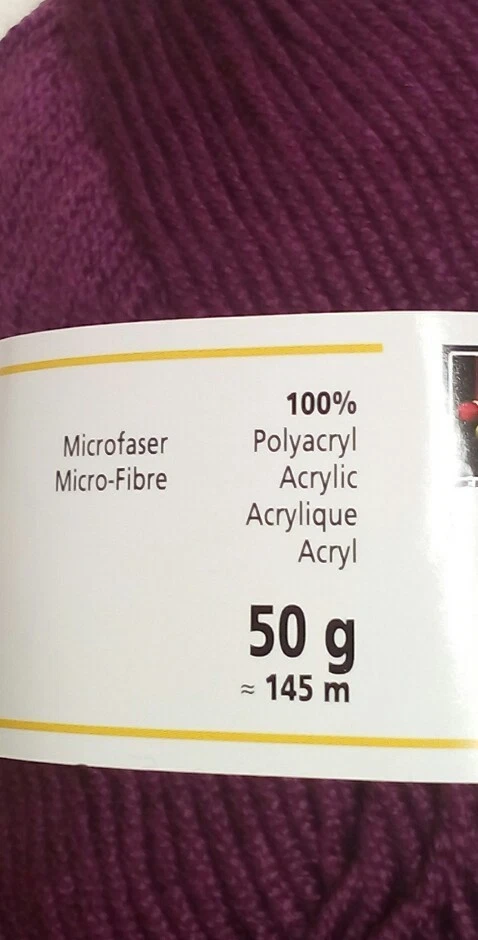 Microfaser
Micro-Fibre
100%
Polyacryl
Acrylic
Acrylique
Acryl
50 g
≈ 145 m